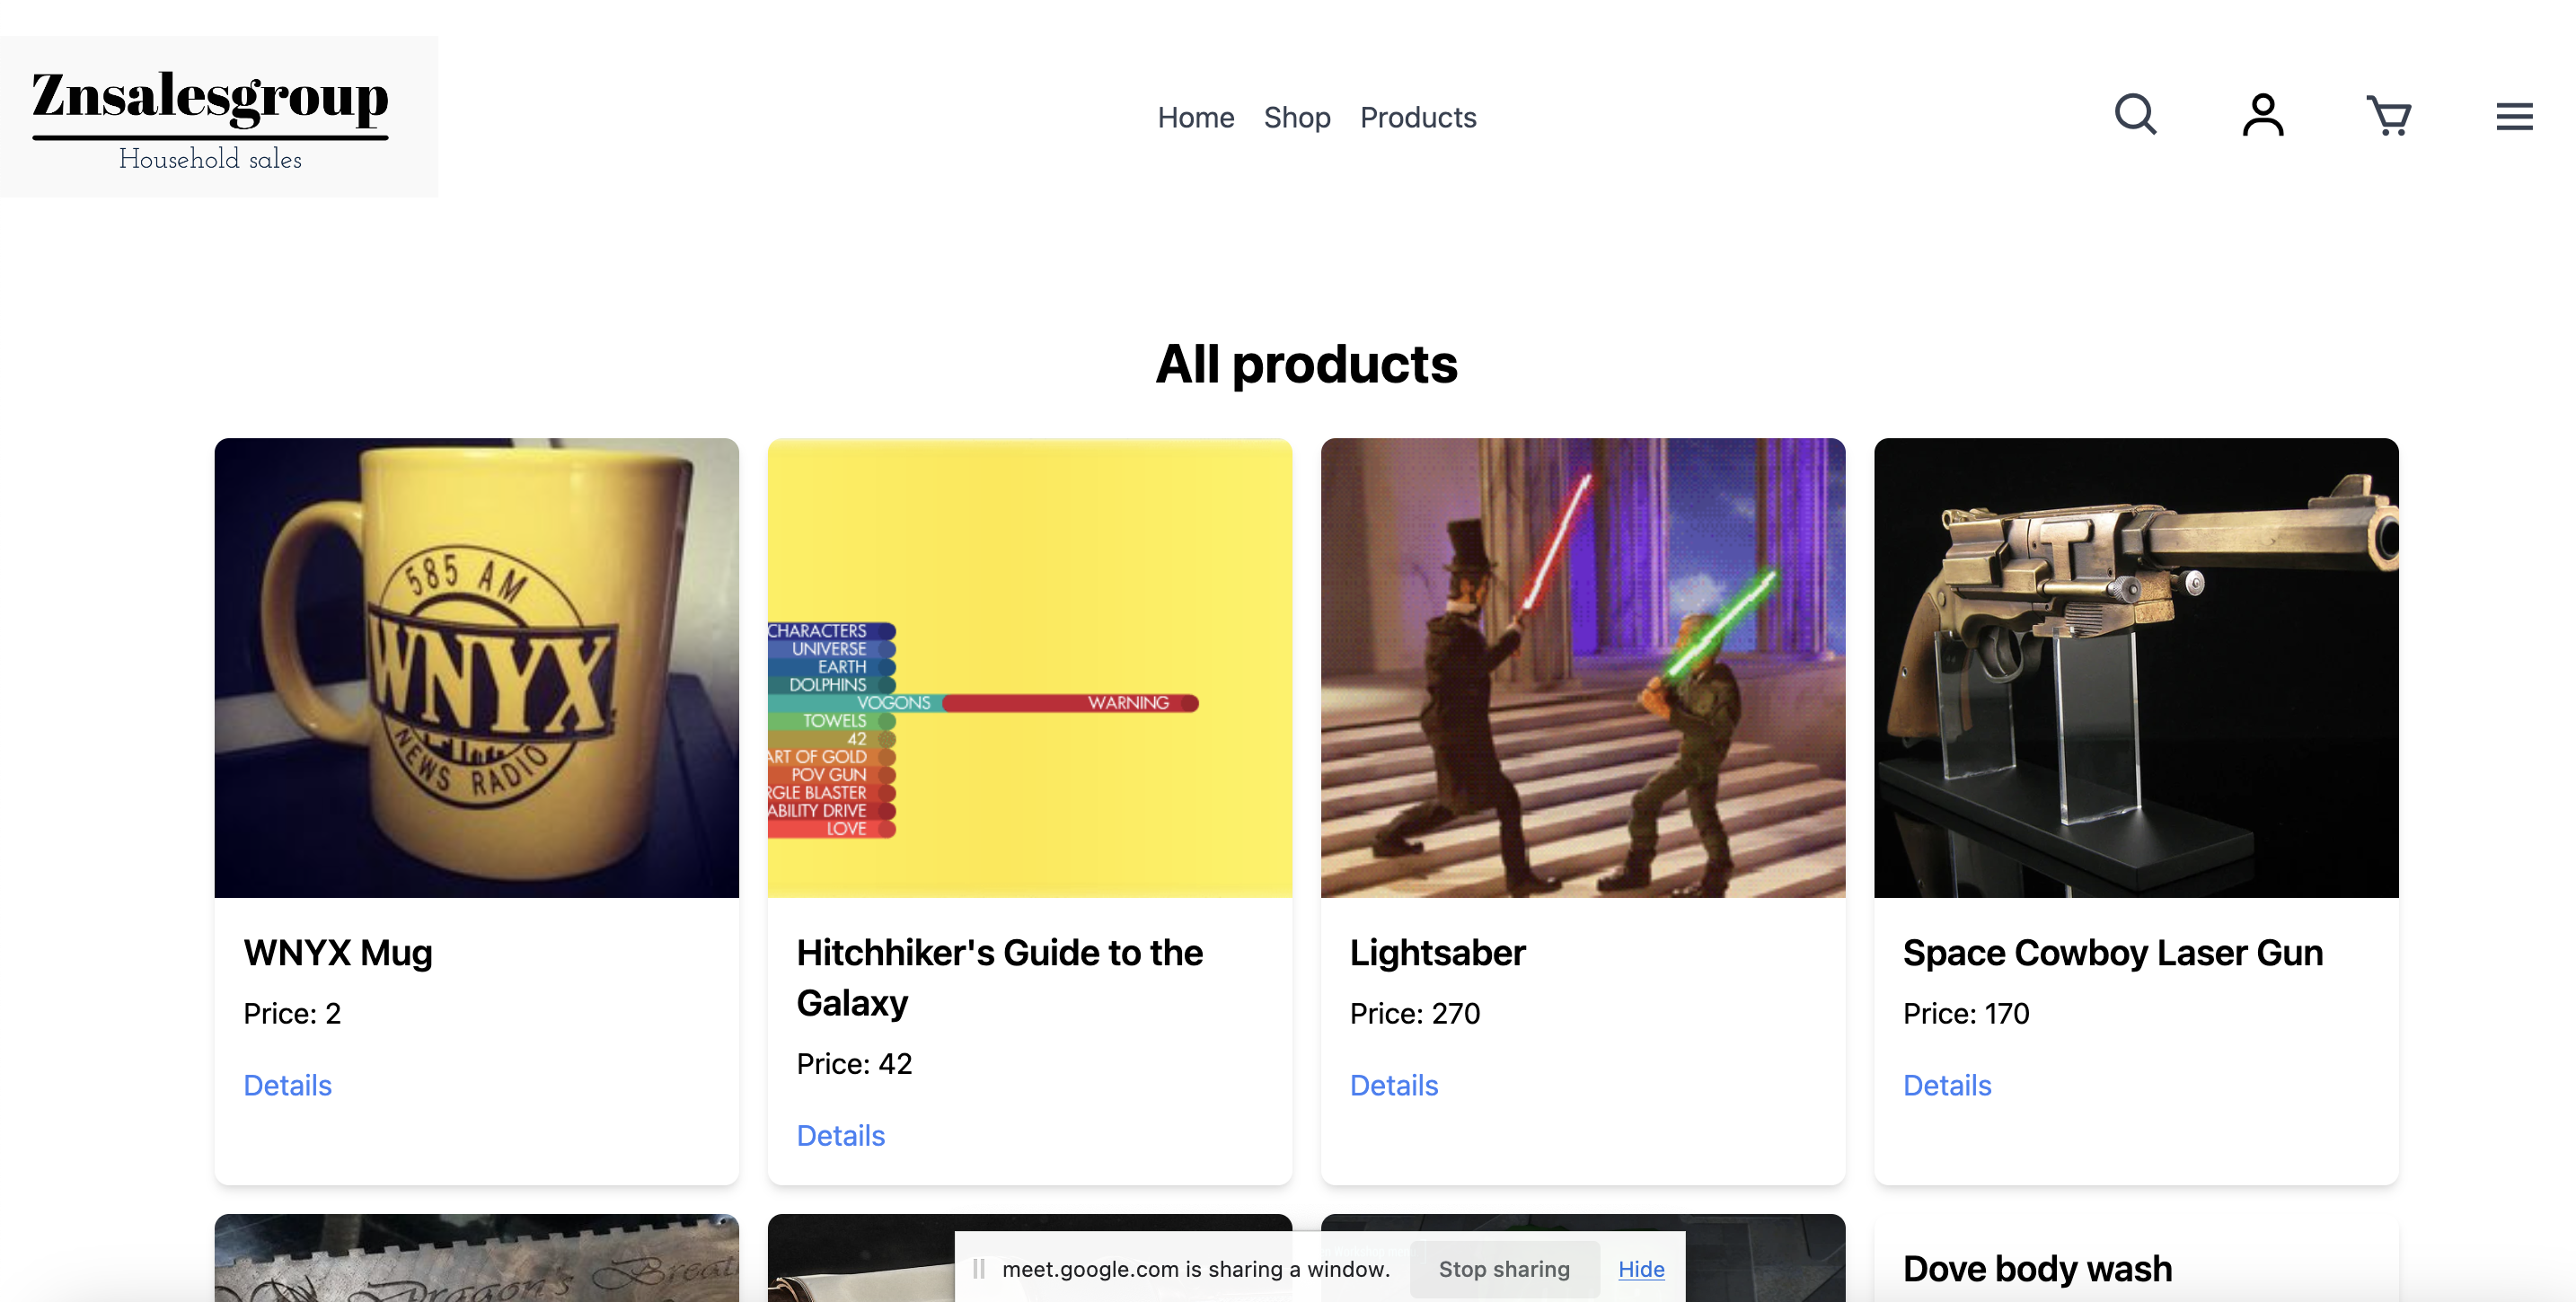 Znsalesgroup
Household sales
Home Shop Products
All products
585 AM
WNYX
NEWS RADIO
CHARACTERS
UNIVERSE
EARTH
DOLPHINS
VOGONS WARNING
TOWELS
42
ART OF GOLD
POV GUN
RGLE BLASTER
ABILITY DRIVE
LOVE
WNYX Mug
Price: 2
Details
Hitchhiker's Guide to the
Galaxy
Price: 42
Details
Lightsaber
Price: 270
Details
Space Cowboy Laser Gun
Price: 170
Details
Dragon's Breath
meet.google.com is sharing a window. Stop sharing Hide
Dove body wash